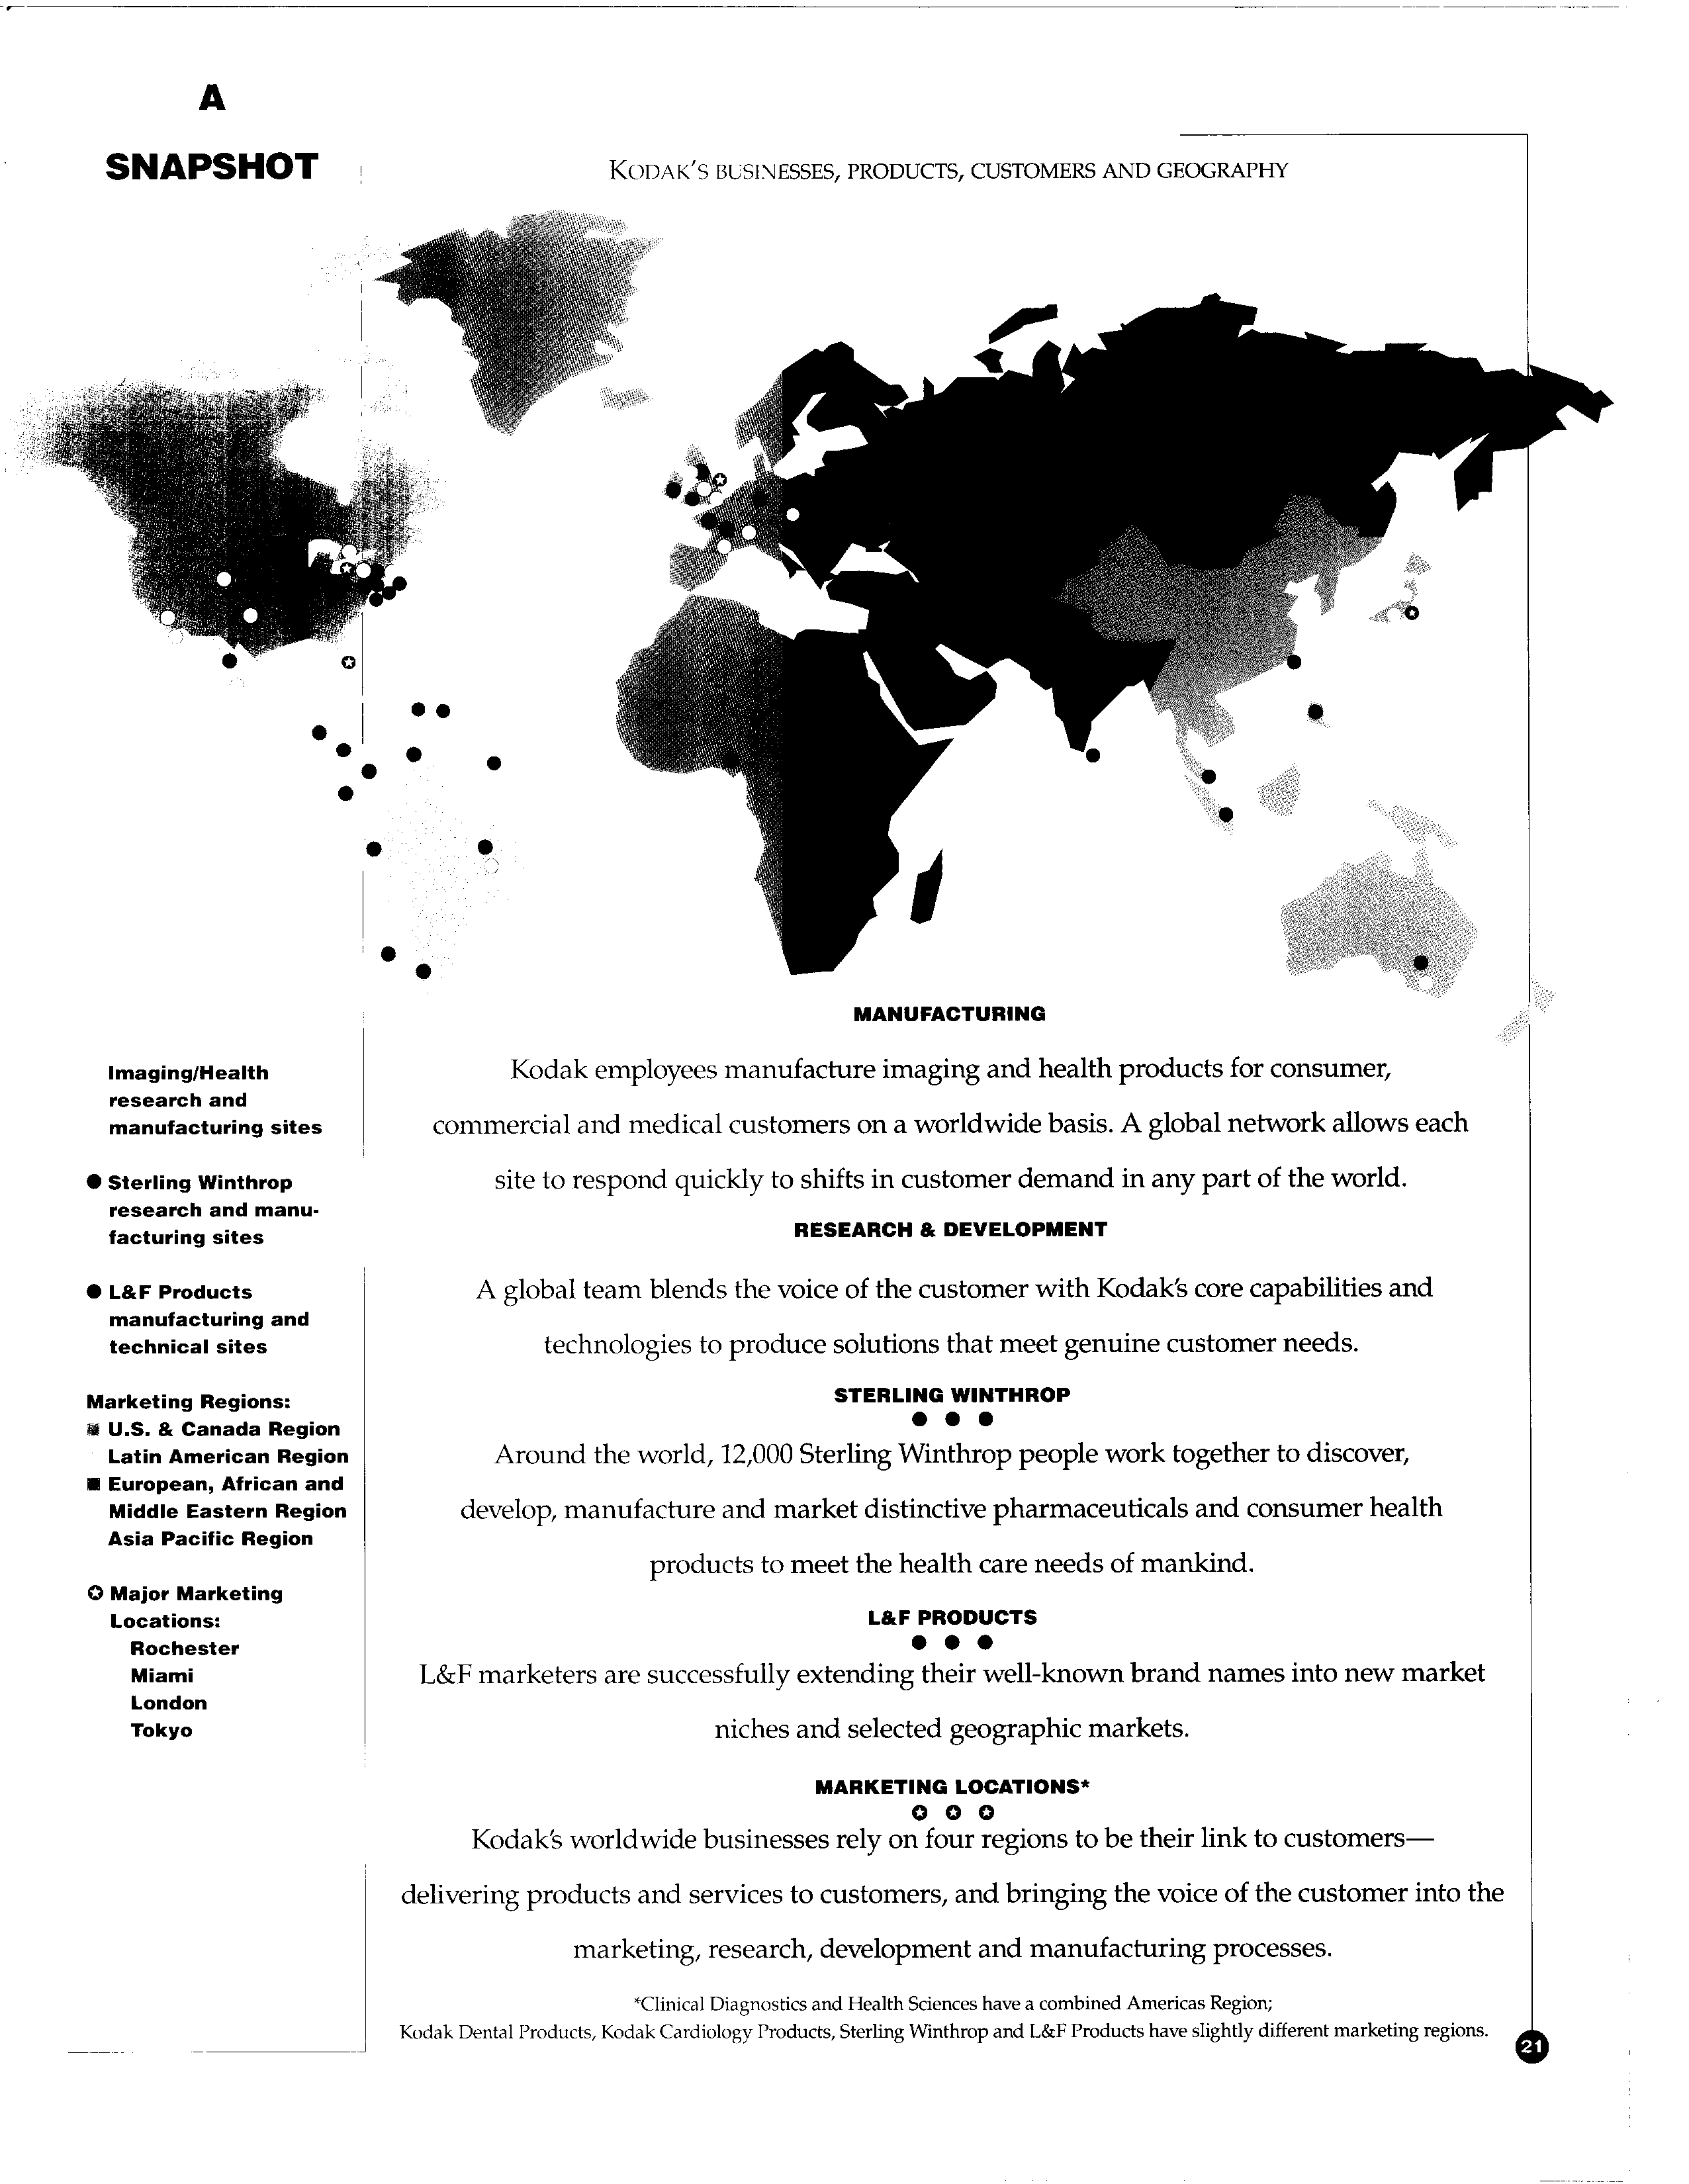 A
SNAPSHOT
KODAK'S BUSINESSES, PRODUCTS, CUSTOMERS AND GEOGRAPHY
Imaging/Health
research and
manufacturing sites
● Sterling Winthrop
research and manu-
facturing sites
● L&F Products
manufacturing and
technical sites
Marketing Regions:
U.S. & Canada Region
Latin American Region
■ European, African and
Middle Eastern Region
Asia Pacific Region
✪ Major Marketing
Locations:
Rochester
Miami
London
Tokyo
MANUFACTURING
Kodak employees manufacture imaging and health products for consumer,
commercial and medical customers on a worldwide basis. A global network allows each
site to respond quickly to shifts in customer demand in any part of the world.
RESEARCH & DEVELOPMENT
A global team blends the voice of the customer with Kodak's core capabilities and
technologies to produce solutions that meet genuine customer needs.
STERLING WINTHROP
● ● ●
Around the world, 12,000 Sterling Winthrop people work together to discover,
develop, manufacture and market distinctive pharmaceuticals and consumer health
products to meet the health care needs of mankind.
L&F PRODUCTS
● ● ●
L&F marketers are successfully extending their well-known brand names into new market
niches and selected geographic markets.
MARKETING LOCATIONS*
✪ ✪ ✪
Kodak's worldwide businesses rely on four regions to be their link to customers—
delivering products and services to customers, and bringing the voice of the customer into the
marketing, research, development and manufacturing processes.
*Clinical Diagnostics and Health Sciences have a combined Americas Region;
Kodak Dental Products, Kodak Cardiology Products, Sterling Winthrop and L&F Products have slightly different marketing regions.
21